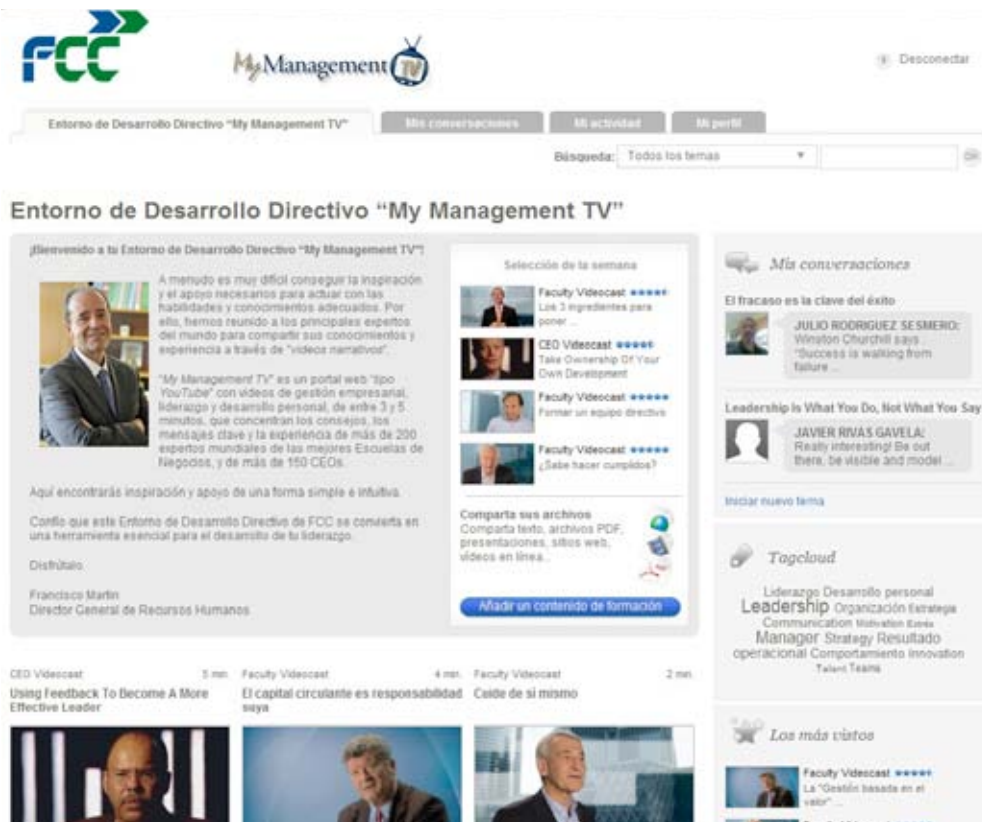 FCC
My Management TV
Desconectar
Entorno de Desarrollo Directivo “My Management TV”
Mis conversaciones
Mi actividad
Mi perfil
Búsqueda:
Todos los temas
OK
Entorno de Desarrollo Directivo “My Management TV”
¡Bienvenido a tu Entorno de Desarrollo Directivo “My Management TV”!
A menudo es muy difícil conseguir la inspiración
y el apoyo necesarios para actuar con las
habilidades y conocimientos adecuados. Por
ello, hemos reunido a los principales expertos
del mundo para compartir sus conocimientos y
experiencia a través de “videos narrativos”.
“My Management TV” es un portal web “tipo
YouTube” con videos de gestión empresarial,
liderazgo y desarrollo personal, de entre 3 y 5
minutos, que concentran los consejos, los
mensajes clave y la experiencia de más de 200
expertos mundiales de las mejores Escuelas de
Negocios, y de más de 150 CEOs.
Aquí encontrarás inspiración y apoyo de una forma simple e intuitiva.
Confío que este Entorno de Desarrollo Directivo de FCC se convierta en
una herramienta esencial para el desarrollo de tu liderazgo.
Disfrútalo.
Francisco Martín
Director General de Recursos Humanos
Selección de la semana
Faculty Videocast
Los 3 ingredientes para
poner ...
CEO Videocast
Take Ownership Of Your
Own Development
Faculty Videocast
Formar un equipo directivo
Faculty Videocast
¿Sabe hacer cumplidos?
Comparta sus archivos
Comparta texto, archivos PDF,
presentaciones, sitios web,
vídeos en línea...
Añadir un contenido de formación
Mis conversaciones
El fracaso es la clave del éxito
JULIO RODRIGUEZ SESMERO:
Winston Churchill says
"Success is walking from
failure ...
Leadership Is What You Do, Not What You Say
JAVIER RIVAS GAVELA:
Really interesting! Be out
there, be visible and model ...
Iniciar nuevo tema
Tagcloud
Liderazgo Desarrollo personal
Leadership Organización Estrategia
Communication Motivation Estrés
Manager Strategy Resultado
operacional Comportamiento Innovation
Talent Teams
Los más vistos
Faculty Videocast
La "Gestión basada en el
valor" ...
CEO Videocast
5 min.
Using Feedback To Become A More
Effective Leader
Faculty Videocast
4 min.
El capital circulante es responsabilidad
suya
Faculty Videocast
2 min.
Cuide de sí mismo